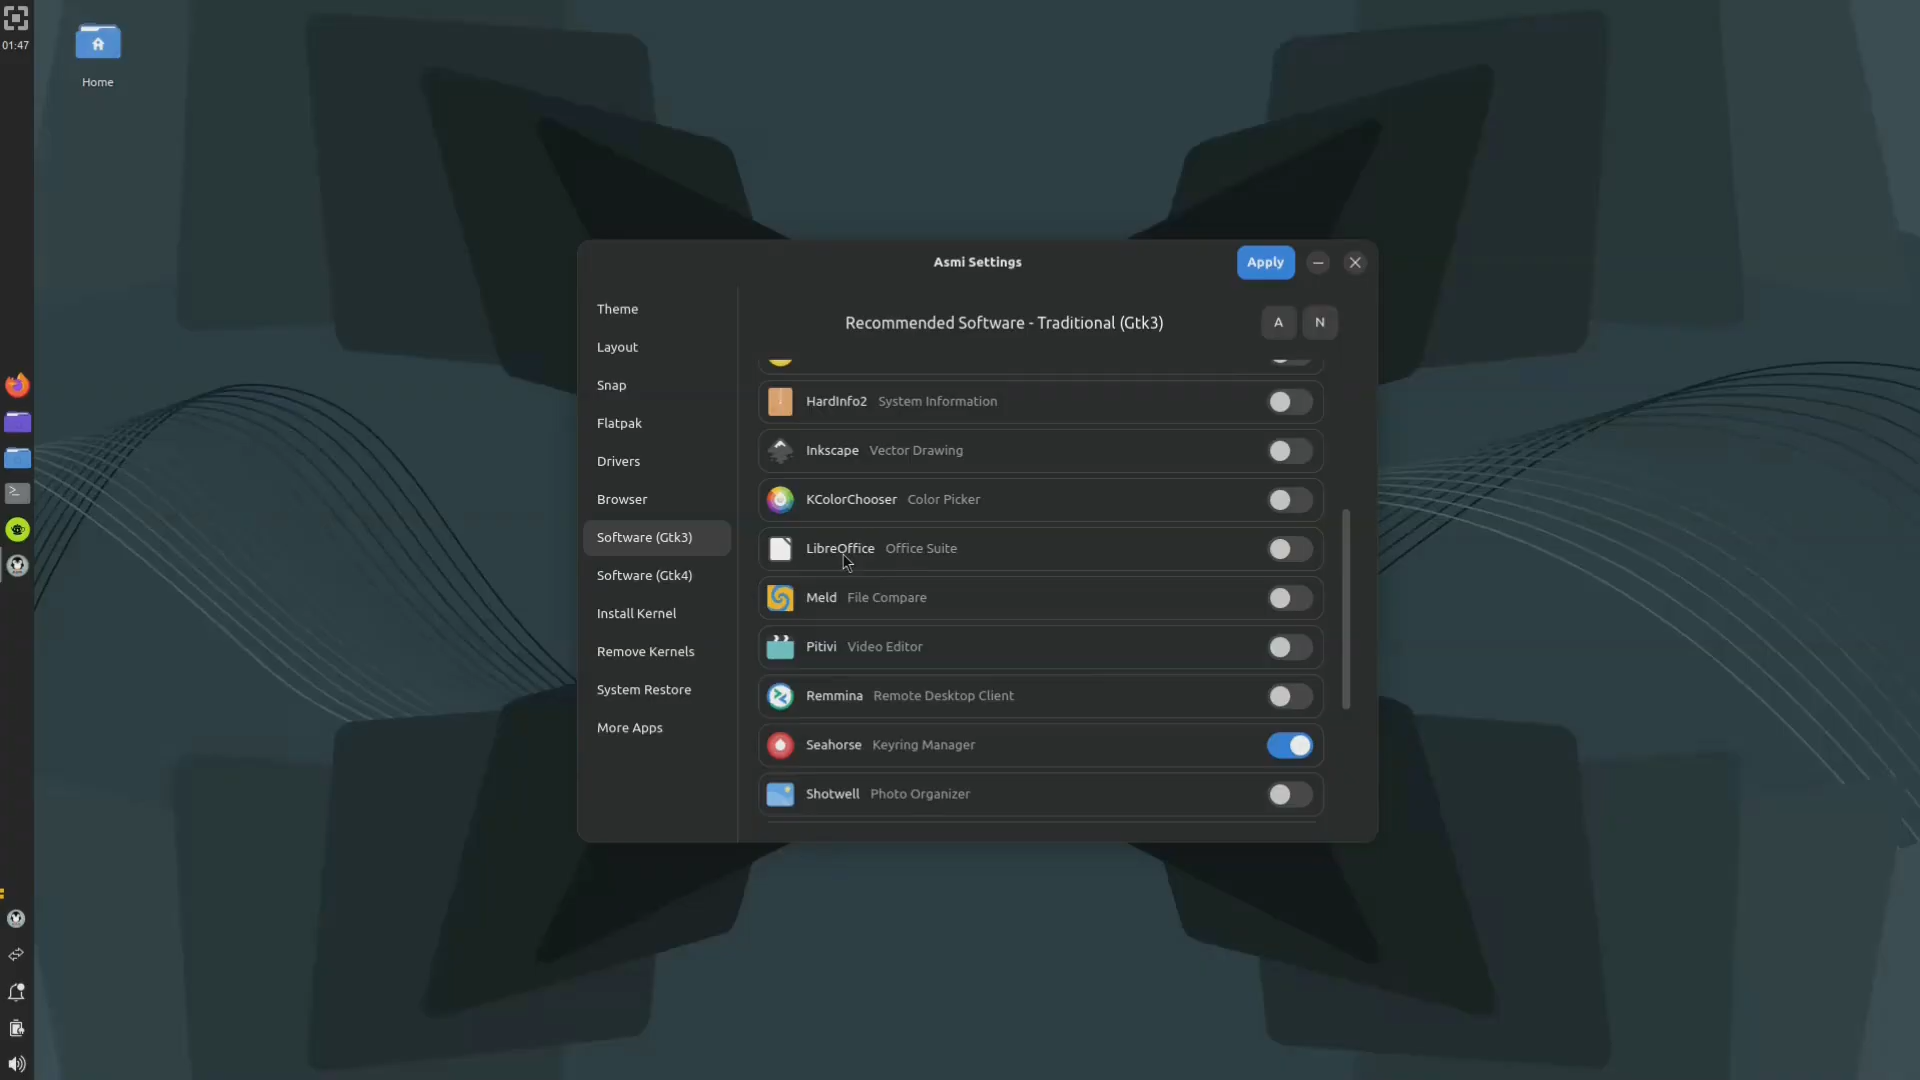 01:47
Home
Asmi Settings
Apply
Theme
Layout
Snap
Flatpak
Drivers
Browser
Software (Gtk3)
Software (Gtk4)
Install Kernel
Remove Kernels
System Restore
More Apps
Recommended Software - Traditional (Gtk3)
A
N
HardInfo2 System Information
Inkscape Vector Drawing
KColorChooser Color Picker
LibreOffice Office Suite
Meld File Compare
Pitivi Video Editor
Remmina Remote Desktop Client
Seahorse Keyring Manager
Shotwell Photo Organizer